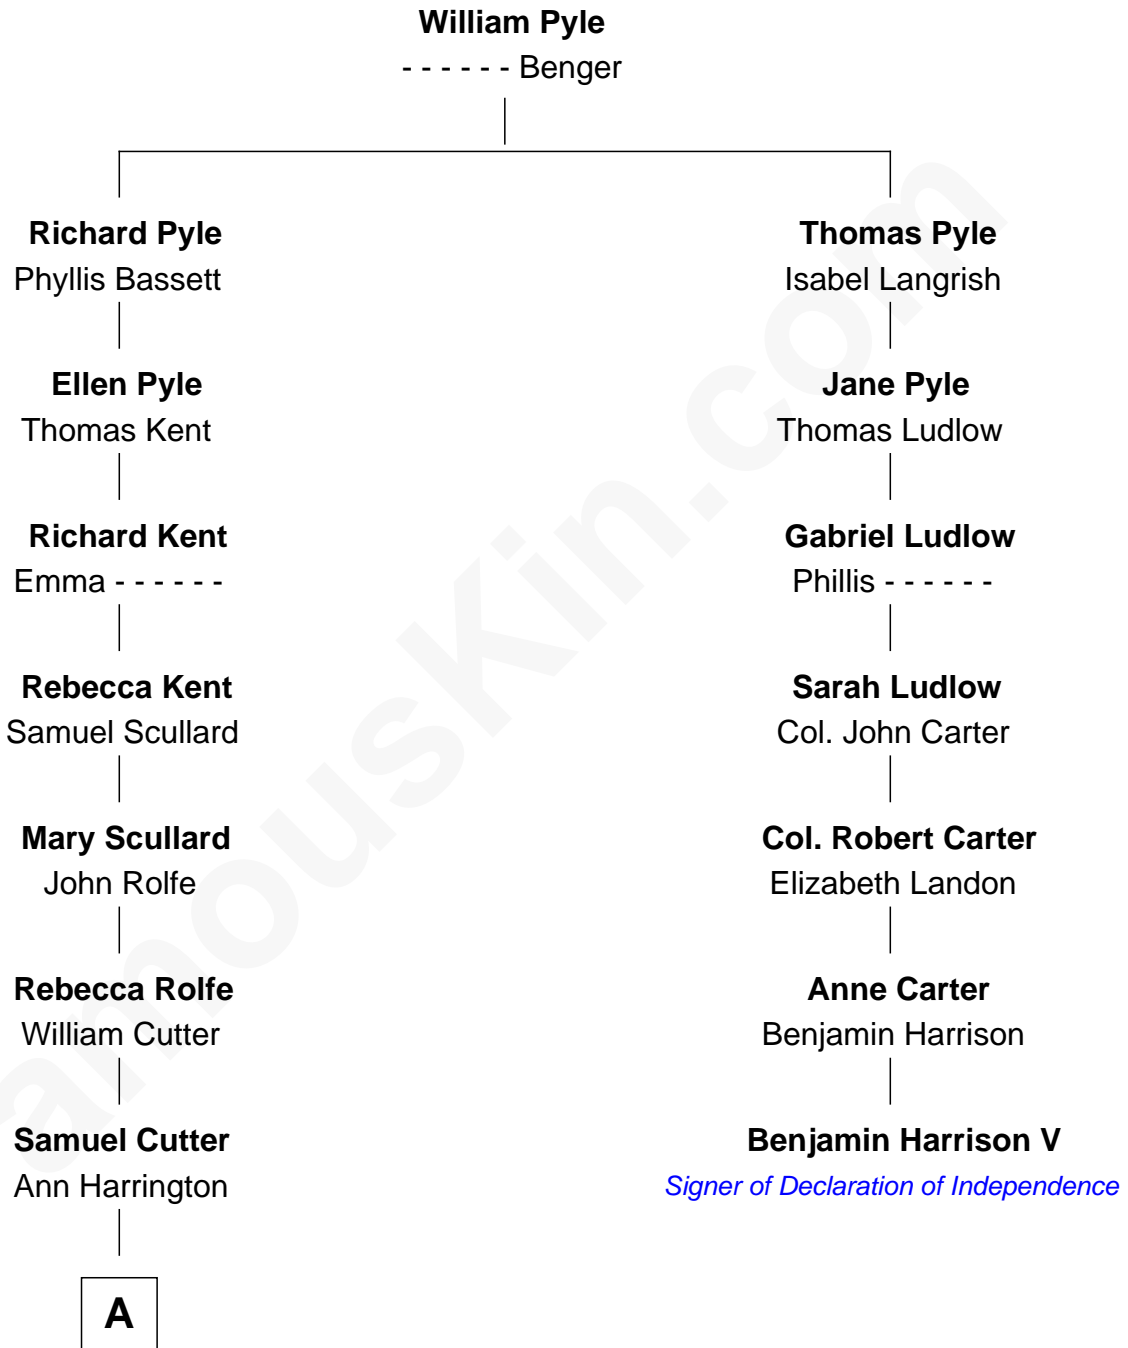 William Pyle
- - - - - - Benger
Richard Pyle
Phyllis Bassett
Ellen Pyle
Thomas Kent
Richard Kent
Emma - - - - - -
Rebecca Kent
Samuel Scullard
Mary Scullard
John Rolfe
Rebecca Rolfe
William Cutter
Samuel Cutter
Ann Harrington
A
Thomas Pyle
Isabel Langrish
Jane Pyle
Thomas Ludlow
Gabriel Ludlow
Phillis - - - - - -
Sarah Ludlow
Col. John Carter
Col. Robert Carter
Elizabeth Landon
Anne Carter
Benjamin Harrison
Benjamin Harrison V
Signer of Declaration of Independence
amousKin.com